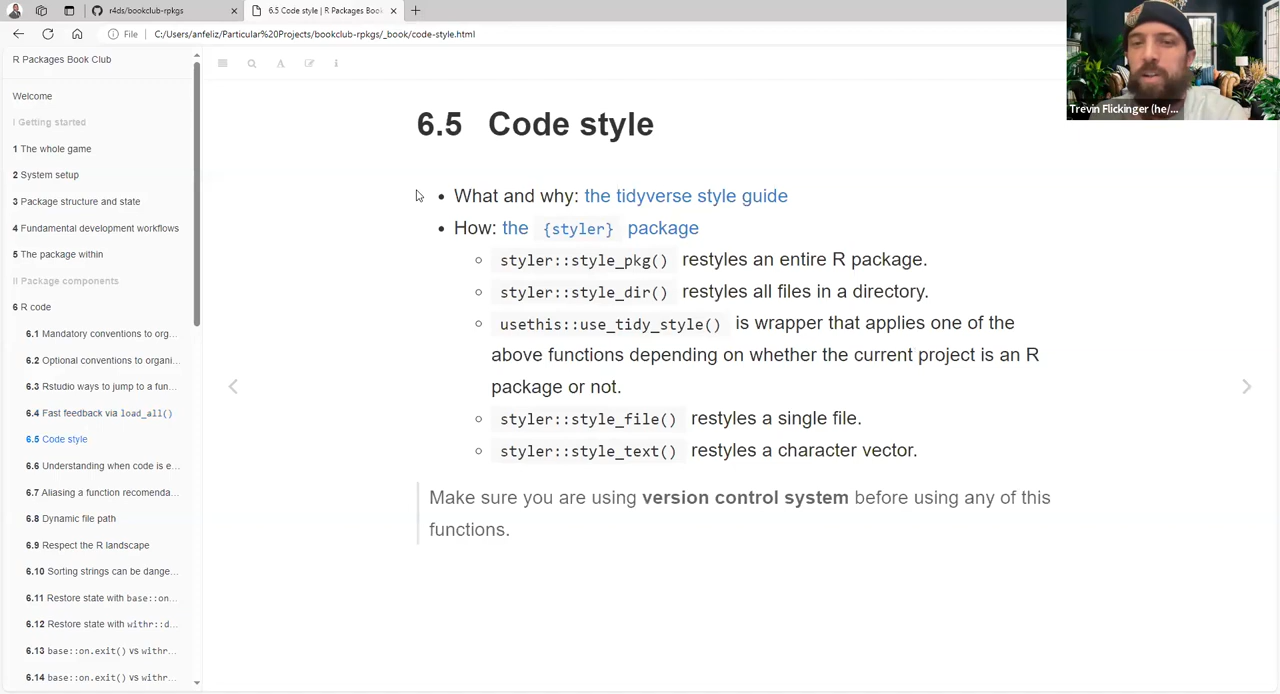 r4ds/bookclub-rpkgs
6.5 Code style | R Packages Boo
File
C:/Users/anfeliz/Particular%20Projects/bookclub-rpkgs/_book/code-style.html
R Packages Book Club
Welcome
I Getting started
1 The whole game
2 System setup
3 Package structure and state
4 Fundamental development workflows
5 The package within
II Package components
6 R code
6.1 Mandatory conventions to org…
6.2 Optional conventions to organi…
6.3 Rstudio ways to jump to a fun…
6.4 Fast feedback via load_all()
6.5 Code style
6.6 Understanding when code is e…
6.7 Aliasing a function recomenda…
6.8 Dynamic file path
6.9 Respect the R landscape
6.10 Sorting strings can be dange…
6.11 Restore state with base::on…
6.12 Restore state with withr::d…
6.13 base::on.exit() vs withr…
6.14 base::on.exit() vs withr…
6.5 Code style
• What and why: the tidyverse style guide
• How: the {styler} package
styler::style_pkg() restyles an entire R package.
styler::style_dir() restyles all files in a directory.
usethis::use_tidy_style() is wrapper that applies one of the
above functions depending on whether the current project is an R
package or not.
styler::style_file() restyles a single file.
styler::style_text() restyles a character vector.
Make sure you are using version control system before using any of this
functions.
Trevin Flickinger (he/...